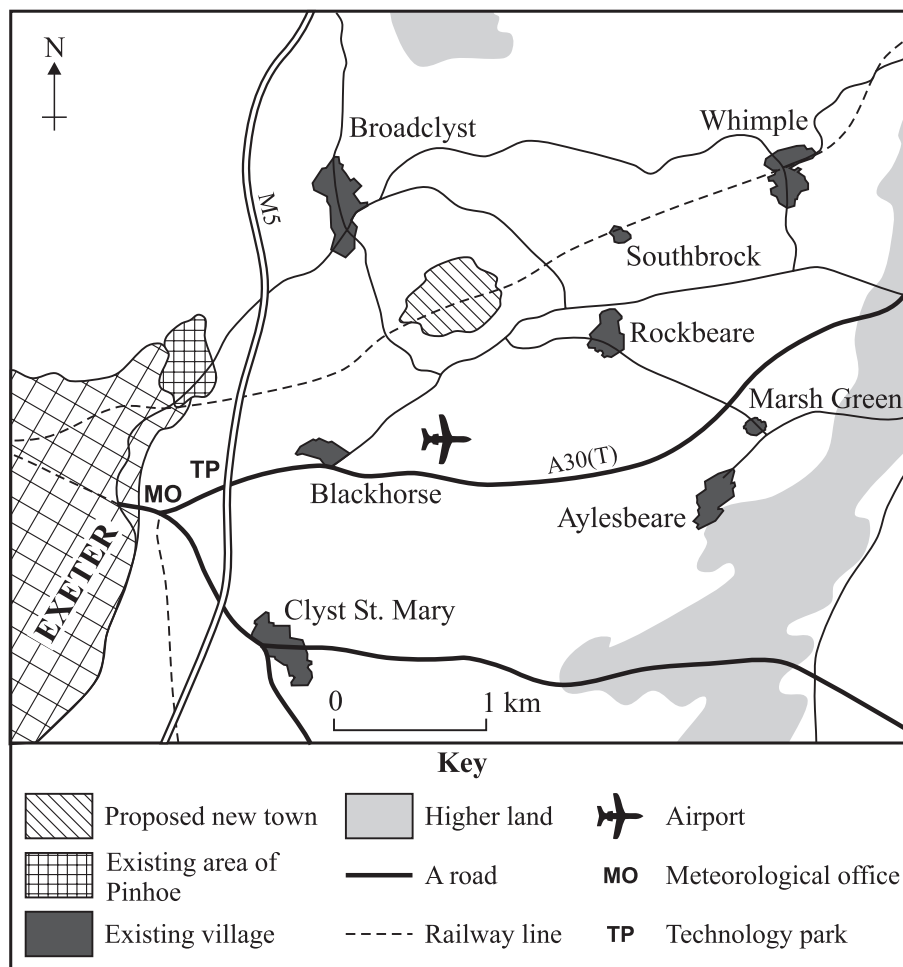 N
Broadclyst
Whimple
M5
Southbrock
Rockbeare
Marsh Green
A30(T)
TP
MO
Blackhorse
Aylesbeare
EXETER
Clyst St. Mary
0 1 km
Key
Proposed new town
Higher land
Airport
Existing area of
Pinhoe
A road
MO Meteorological office
Existing village
Railway line
TP Technology park